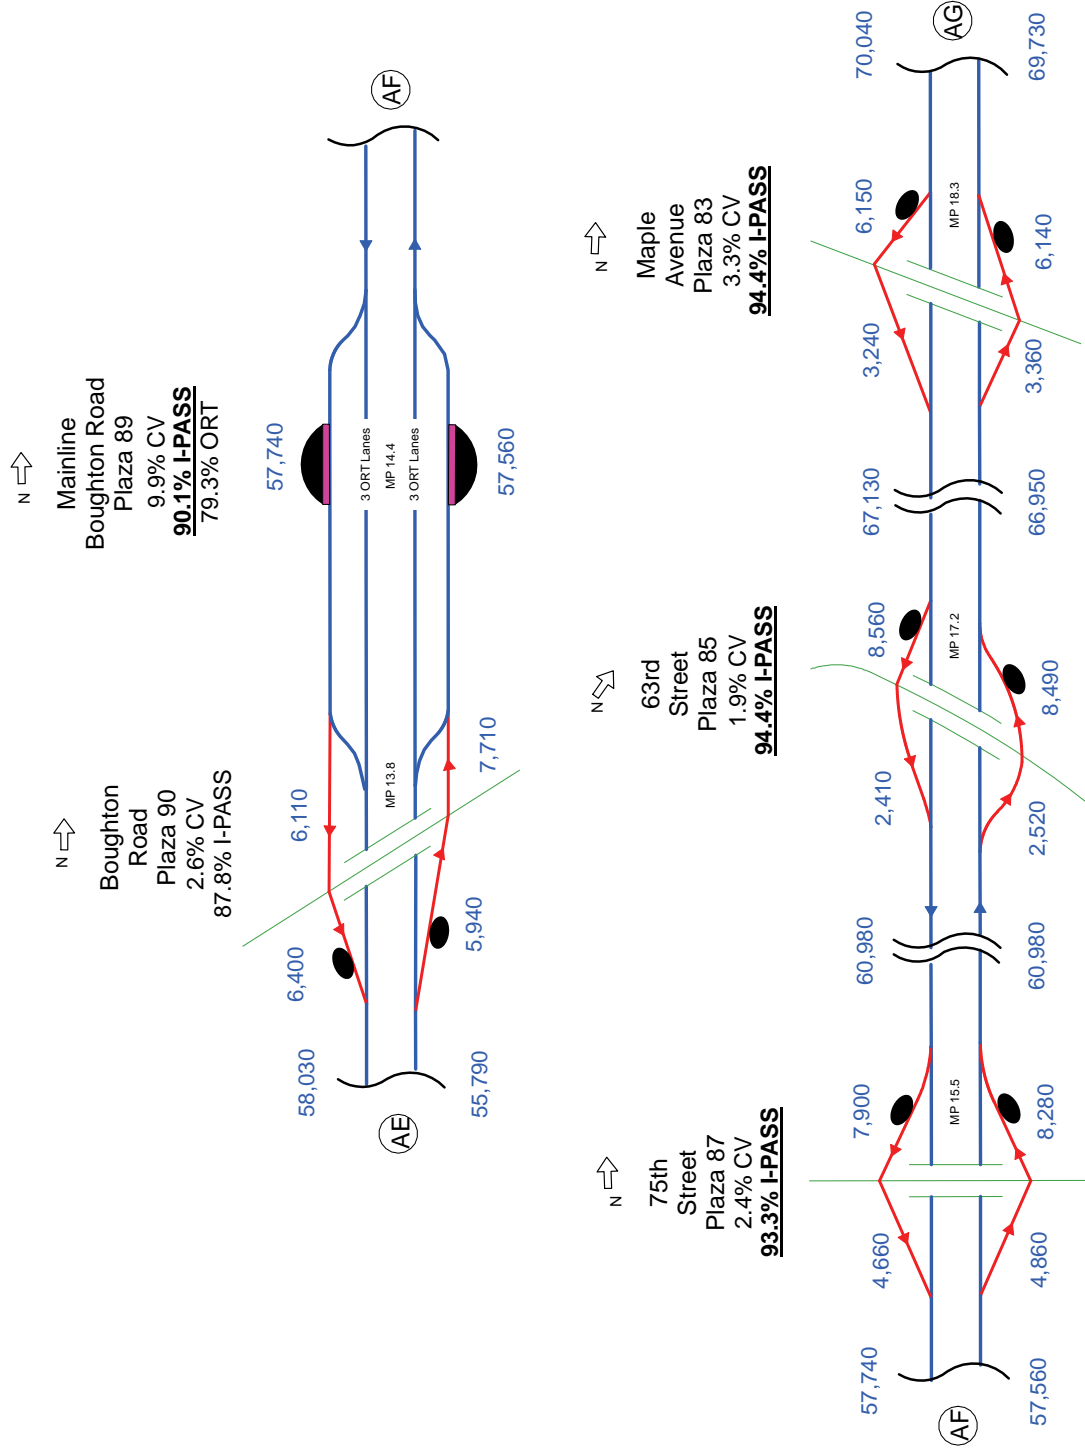 N
Mainline
Boughton Road
Plaza 89
9.9% CV
90.1% I-PASS
79.3% ORT
N
Boughton
Road
Plaza 90
2.6% CV
87.8% I-PASS
58,030
6,400
6,110
57,740
AE
MP 13.8
3 ORT Lanes
MP 14.4
3 ORT Lanes
AF
55,790
5,940
7,710
57,560
N
75th
Street
Plaza 87
2.4% CV
93.3% I-PASS
N
63rd
Street
Plaza 85
1.9% CV
94.4% I-PASS
N
Maple
Avenue
Plaza 83
3.3% CV
94.4% I-PASS
57,740
4,660
7,900
60,980
2,410
8,560
67,130
3,240
6,150
70,040
AF
MP 15.5
MP 17.2
MP 18.3
AG
57,560
4,860
8,280
60,980
2,520
8,490
66,950
3,360
6,140
69,730